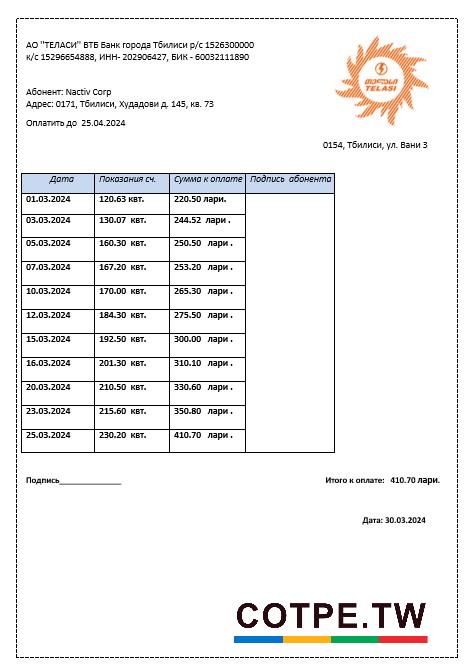 АО "ТЕЛАСИ" ВТБ Банк города Тбилиси р/с 1526300000
к/с 15296654888, ИНН- 202906427, БИК - 60032111890
თელასი
TELASI
Абонент: Nactiv Corp
Адрес: 0171, Тбилиси, Худадови д. 145, кв. 73
Оплатить до 25.04.2024
0154, Тбилиси, ул. Вани 3
Дата Показания сч. Сумма к оплате Подпись абонента
01.03.2024 120.63 квт. 220.50 лари.
03.03.2024 130.07 квт. 244.52 лари .
05.03.2024 160.30 квт. 250.50 лари .
07.03.2024 167.20 квт. 253.20 лари .
10.03.2024 170.00 квт. 265.30 лари .
12.03.2024 184.30 квт. 275.50 лари .
15.03.2024 192.50 квт. 300.00 лари .
16.03.2024 201.30 квт. 310.10 лари .
20.03.2024 210.50 квт. 330.60 лари .
23.03.2024 215.60 квт. 350.80 лари .
25.03.2024 230.20 квт. 410.70 лари .
Подпись______________ Итого к оплате: 410.70 лари.
Дата: 30.03.2024
COTPE.TW